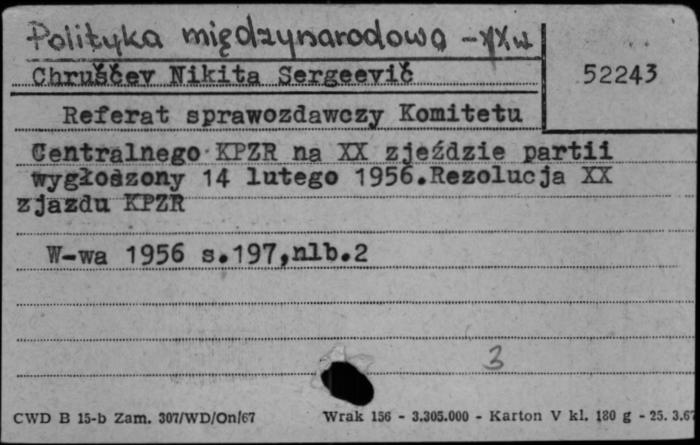 Polityka międzynarodowa - XX w.
52243
Chruščev Nikita Sergeevič
Referat sprawozdawczy Komitetu
Centralnego KPZR na XX zjeździe partii
wygłoszony 14 lutego 1956.Rezolucja XX
zjazdu KPZR
W-wa 1956 s.197,nlb.2
3
CWD B 15-b Zam. 307/WD/On/67
Wrak 156 - 3.305.000 - Karton V kl. 180 g - 25. 3.67